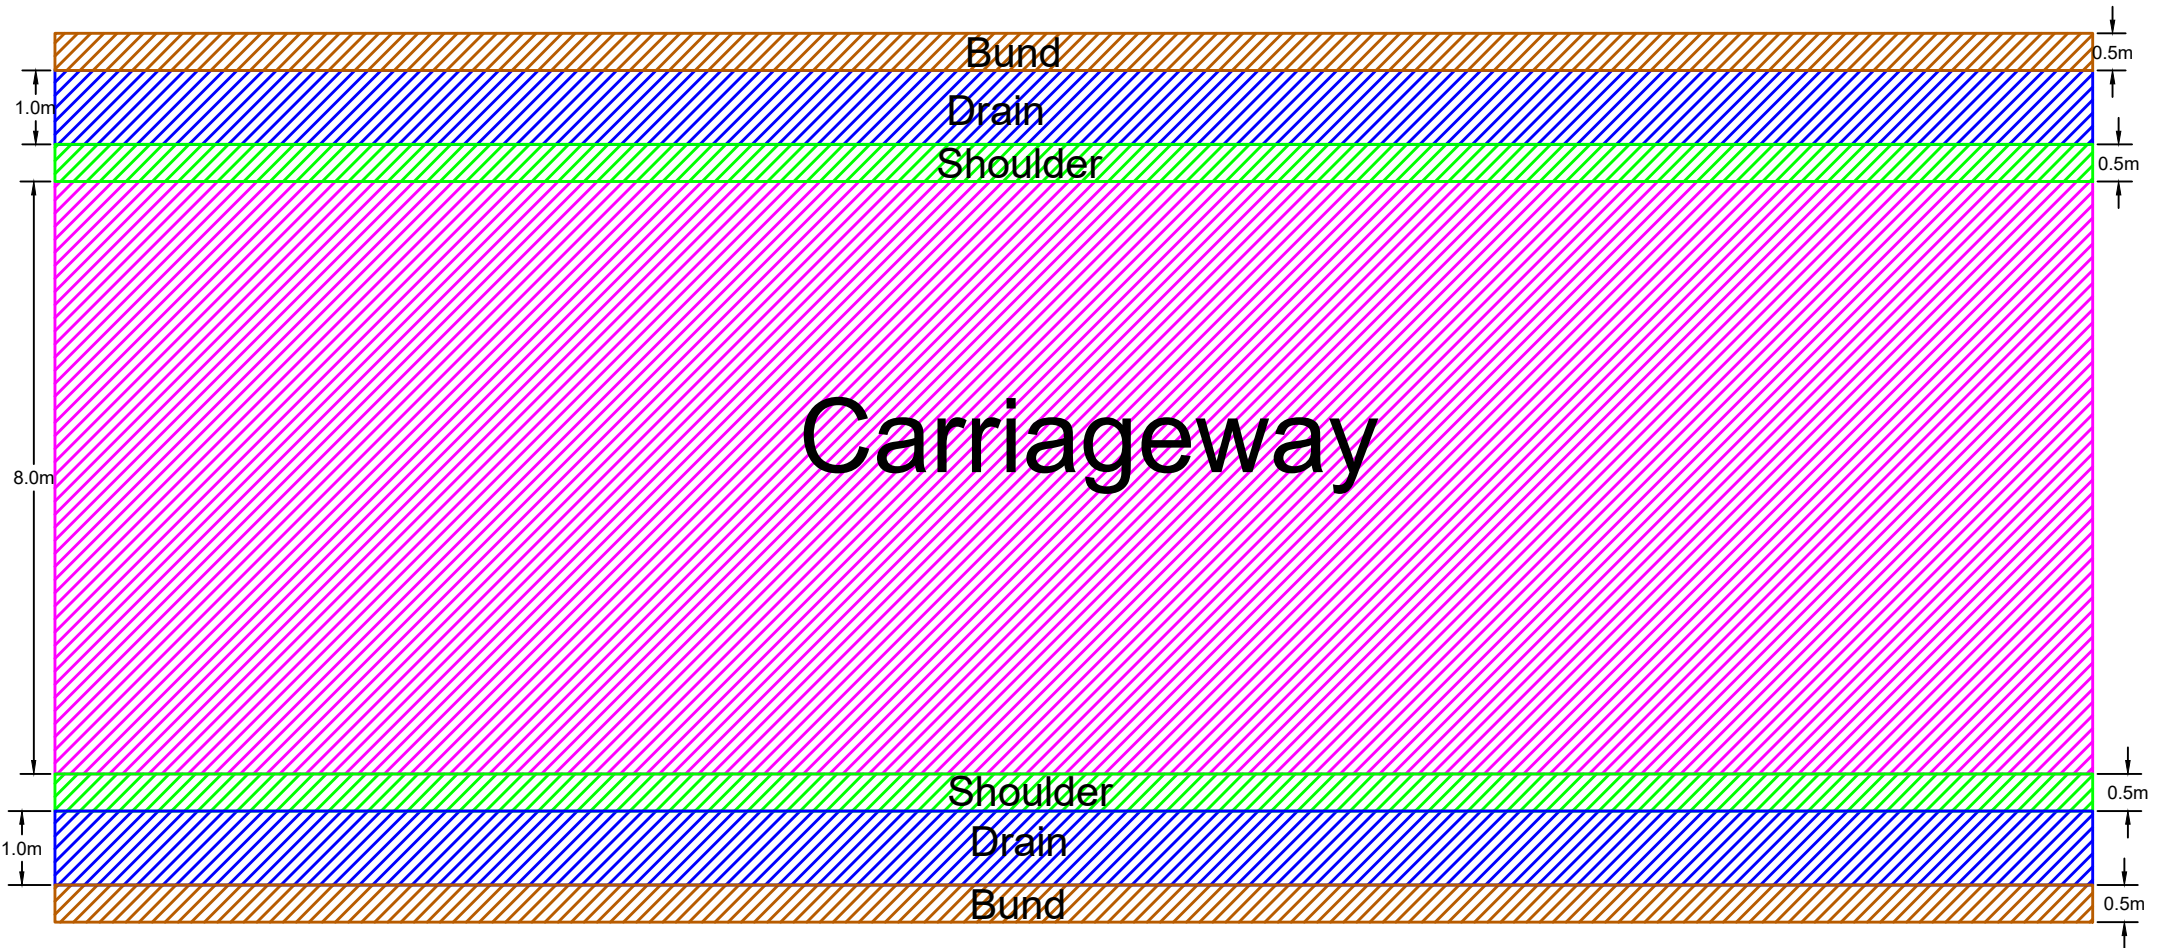 Bund
0.5m
Drain
1.0m
Shoulder
0.5m
Carriageway
8.0m
Shoulder
0.5m
Drain
1.0m
Bund
0.5m